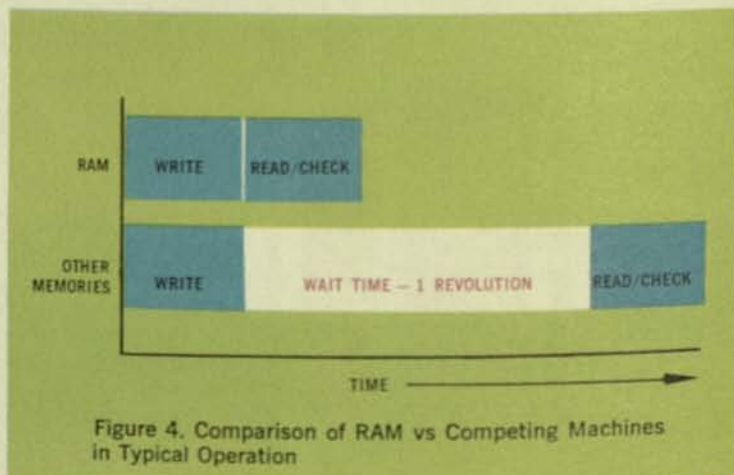 RAM
WRITE
READ/CHECK
OTHER
MEMORIES
WRITE
WAIT TIME — 1 REVOLUTION
READ/CHECK
TIME
Figure 4. Comparison of RAM vs Competing Machines
in Typical Operation